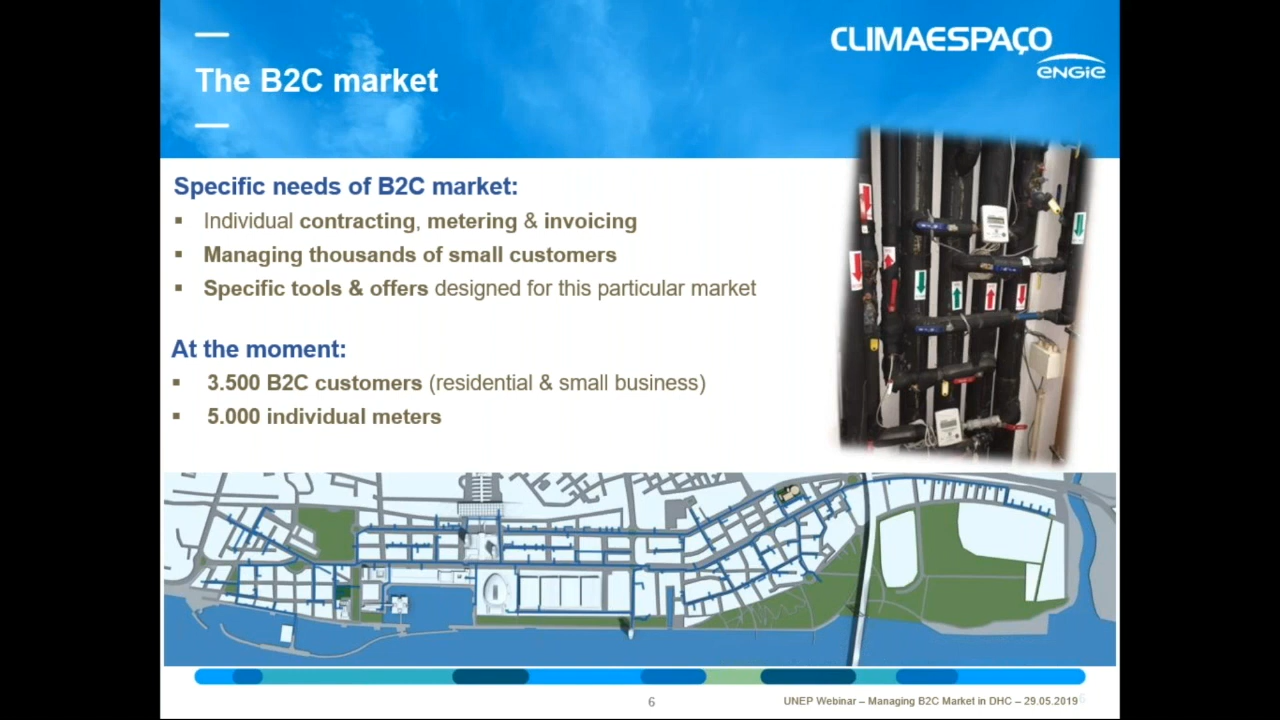 CLIMAESPAÇO
ENGIE
The B2C market
Specific needs of B2C market:
▪ Individual contracting, metering & invoicing
▪ Managing thousands of small customers
▪ Specific tools & offers designed for this particular market
At the moment:
▪ 3.500 B2C customers (residential & small business)
▪ 5.000 individual meters
6
UNEP Webinar – Managing B2C Market in DHC – 29.05.2019
6